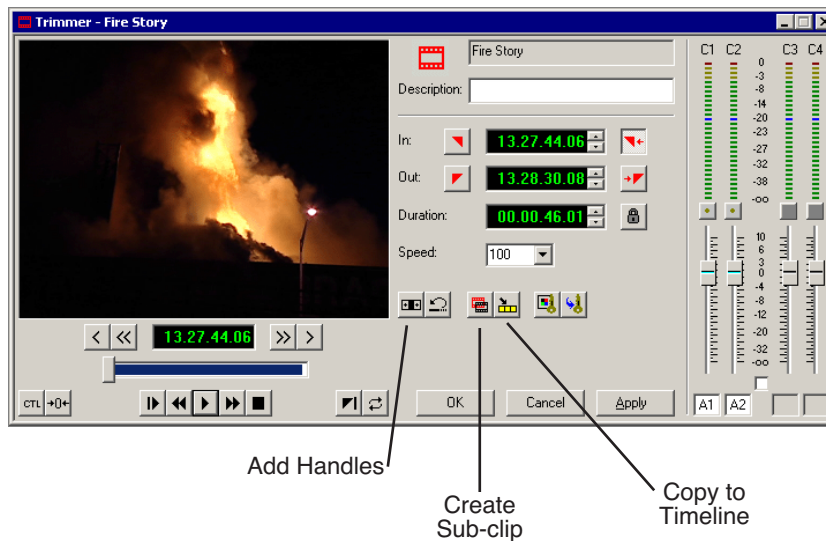 Trimmer - Fire Story
Fire Story
Description:
In: 13.27.44.06
Out: 13.28.30.08
Duration: 00.00.46.01
Speed: 100
< << 13.27.44.06 >> >
CTL →0←
OK Cancel Apply
C1 C2 C3 C4
0
-3
-8
-14
-20
-23
-27
-32
-38
-oo
10
6
3
0
-4
-8
-12
-20
-32
-oo
A1 A2
Add Handles
Create
Sub-clip
Copy to
Timeline